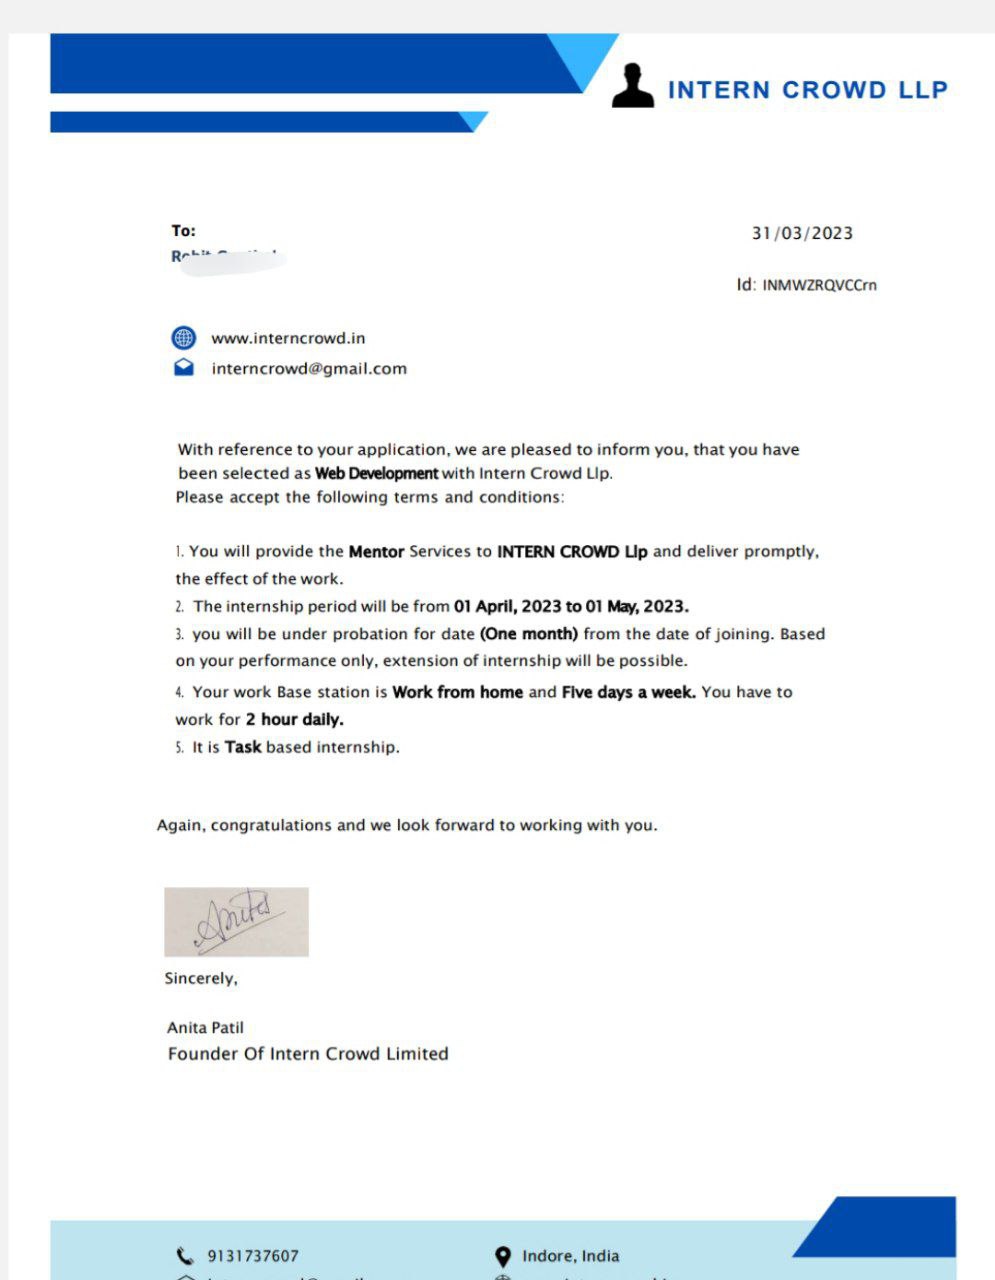 INTERN CROWD LLP
To:
31/03/2023
Id: INMWZRQVCCrn
www.interncrowd.in
interncrowd@gmail.com
With reference to your application, we are pleased to inform you, that you have
been selected as Web Development with Intern Crowd Llp.
Please accept the following terms and conditions:
1. You will provide the Mentor Services to INTERN CROWD Llp and deliver promptly,
the effect of the work.
2. The internship period will be from 01 April, 2023 to 01 May, 2023.
3. you will be under probation for date (One month) from the date of joining. Based
on your performance only, extension of internship will be possible.
4. Your work Base station is Work from home and Five days a week. You have to
work for 2 hour daily.
5. It is Task based internship.
Again, congratulations and we look forward to working with you.
Anita
Sincerely,
Anita Patil
Founder Of Intern Crowd Limited
9131737607
Indore, India